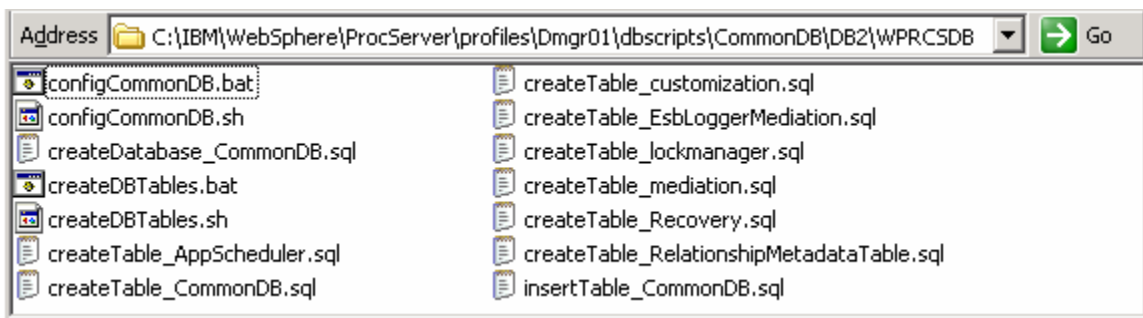 Address C:\IBM\WebSphere\ProcServer\profiles\Dmgr01\dbscripts\CommonDB\DB2\WPRCSDB Go
configCommonDB.bat
configCommonDB.sh
createDatabase_CommonDB.sql
createDBTables.bat
createDBTables.sh
createTable_AppScheduler.sql
createTable_CommonDB.sql
createTable_customization.sql
createTable_EsbLoggerMediation.sql
createTable_lockmanager.sql
createTable_mediation.sql
createTable_Recovery.sql
createTable_RelationshipMetadataTable.sql
insertTable_CommonDB.sql